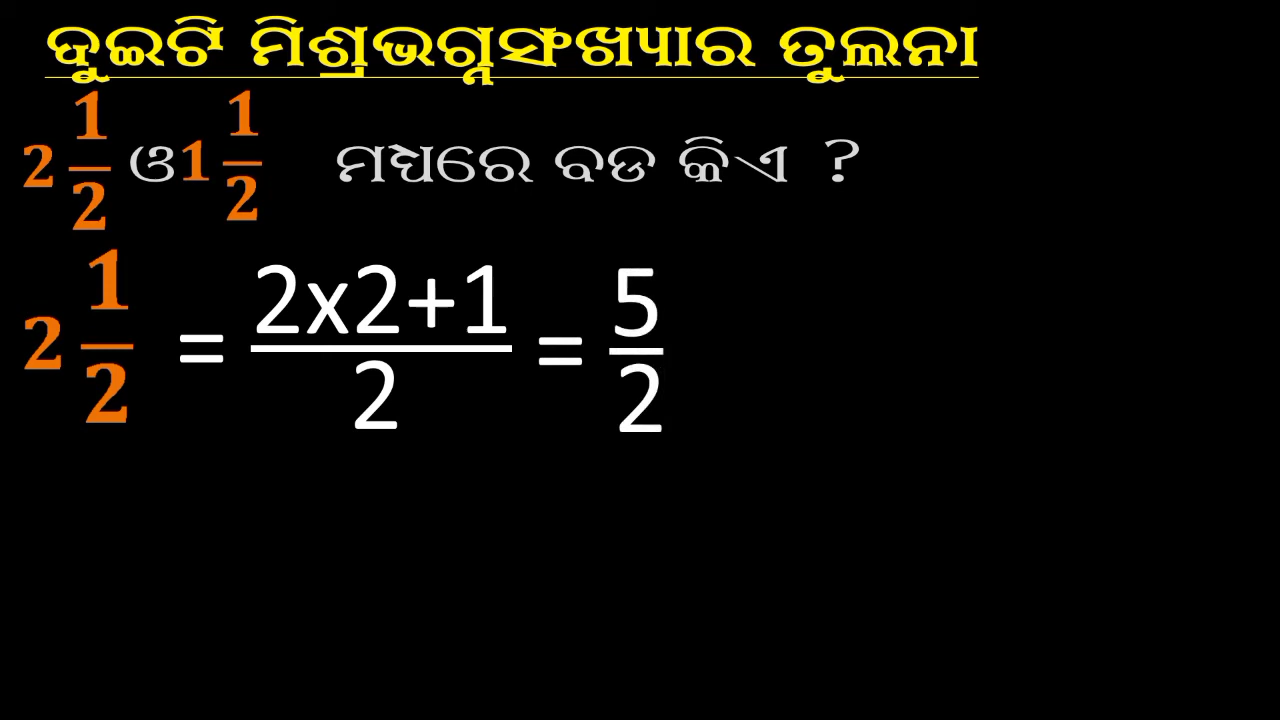 ଦୁଇଟି ମିଶ୍ରଭଗ୍ନସଂଖ୍ୟାର ତୁଳନା
2 1/2 ଓ 1 1/2 ମଧ୍ୟରେ ବଡ କିଏ ?
2 1/2 = 2x2+1/2 = 5/2